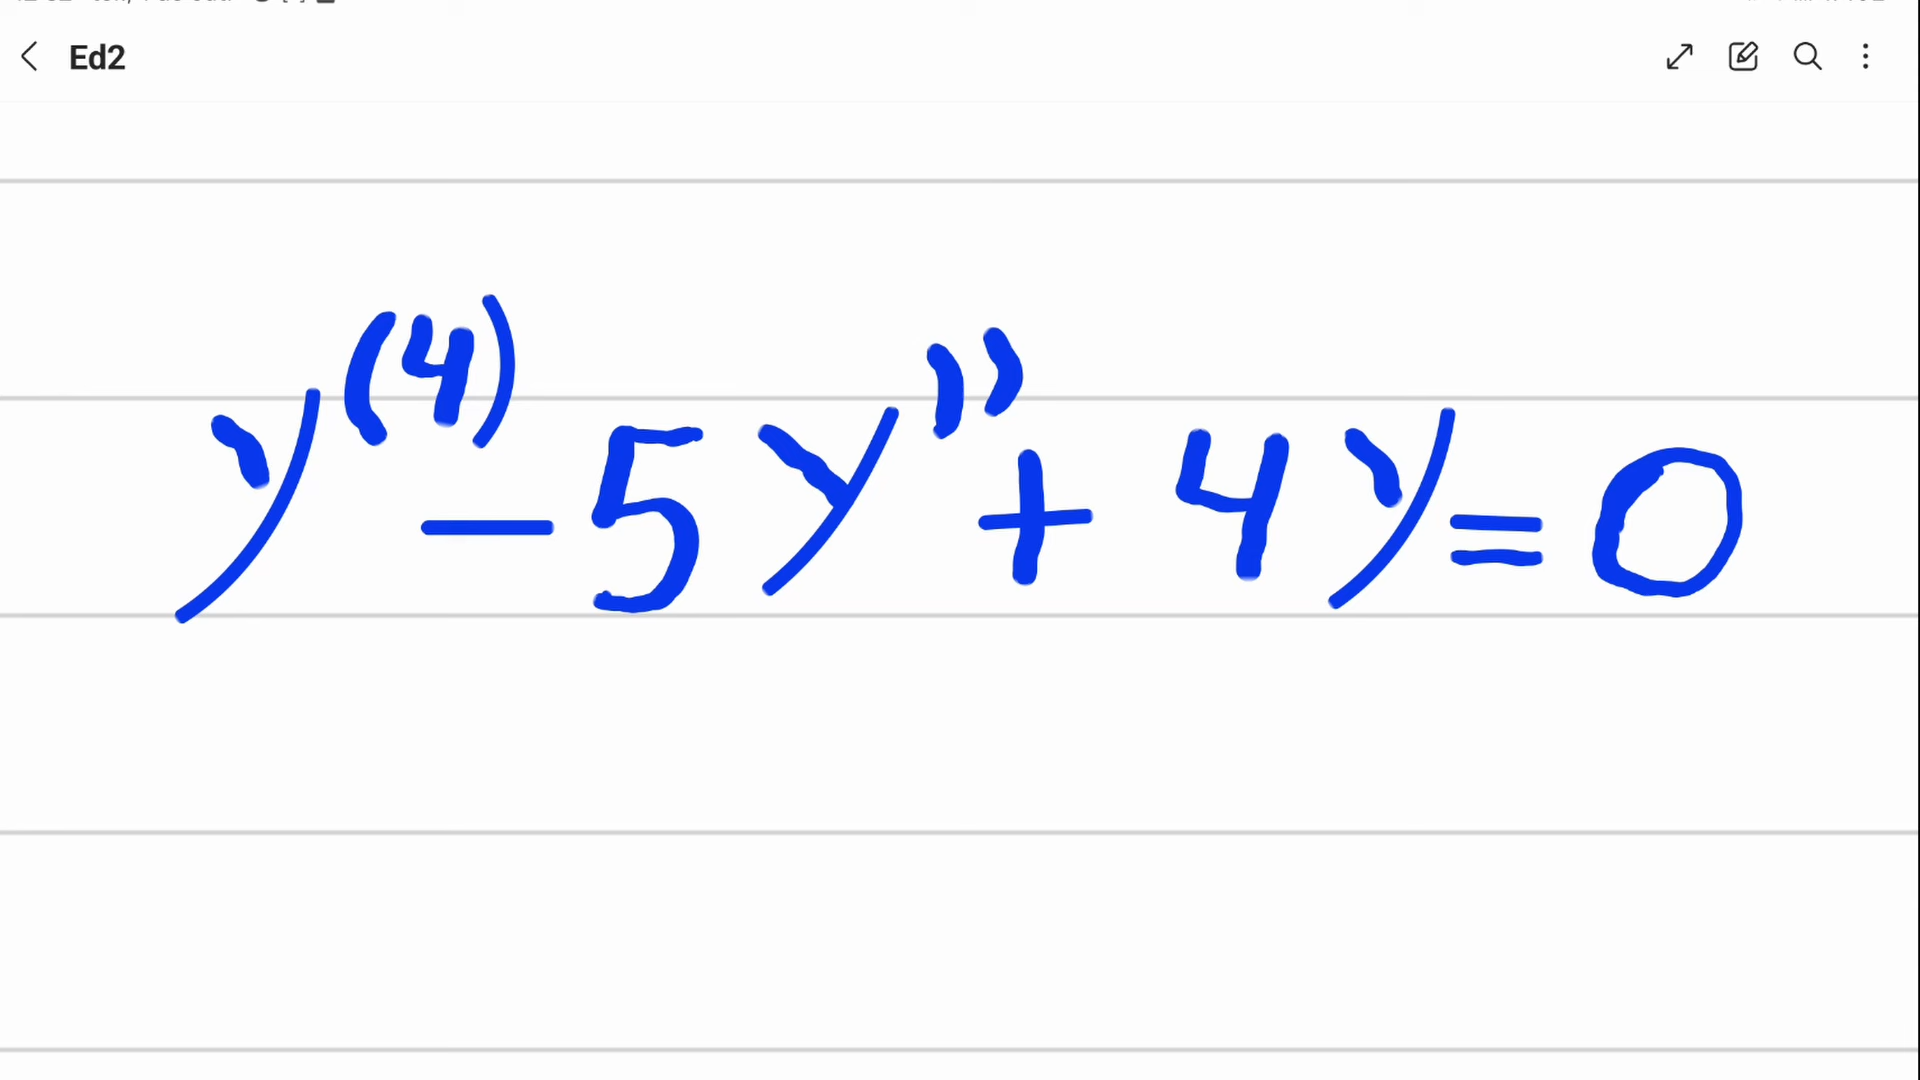 Ed2
y⁽⁴⁾ - 5y'' + 4y = 0